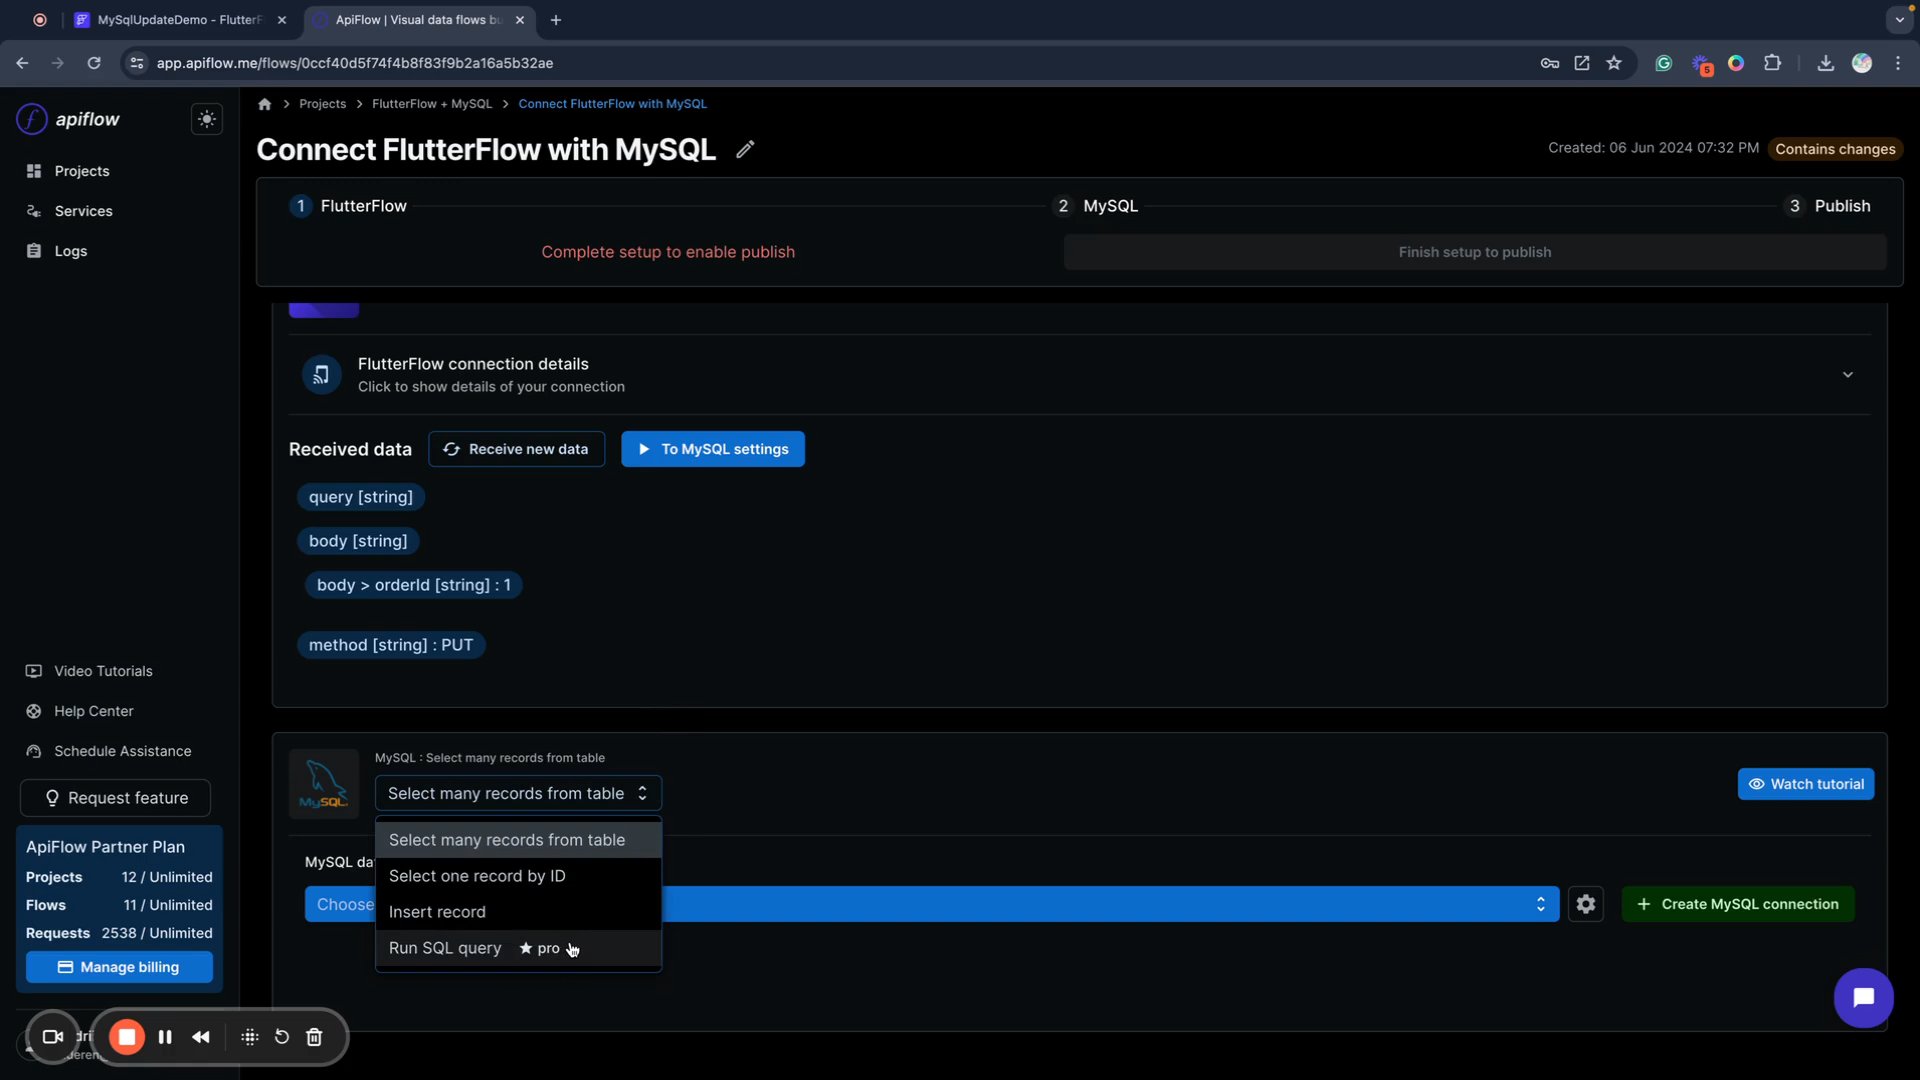 MySqlUpdateDemo - FlutterF
ApiFlow | Visual data flows bu
app.apiflow.me/flows/0ccf40d5f74f4b8f83f9b2a16a5b32ae
5
apiflow
Projects
Services
Logs
Projects > FlutterFlow + MySQL > Connect FlutterFlow with MySQL
Connect FlutterFlow with MySQL
Created: 06 Jun 2024 07:32 PM
Contains changes
1 FlutterFlow
2 MySQL
3 Publish
Complete setup to enable publish
Finish setup to publish
FlutterFlow connection details
Click to show details of your connection
Received data
Receive new data
To MySQL settings
query [string]
body [string]
body > orderId [string] : 1
method [string] : PUT
MySQL
MySQL : Select many records from table
Select many records from table
Watch tutorial
Select many records from table
Select one record by ID
Insert record
Run SQL query ★ pro
MySQL da
Choose
+ Create MySQL connection
Video Tutorials
Help Center
Schedule Assistance
Request feature
ApiFlow Partner Plan
Projects 12 / Unlimited
Flows 11 / Unlimited
Requests 2538 / Unlimited
Manage billing